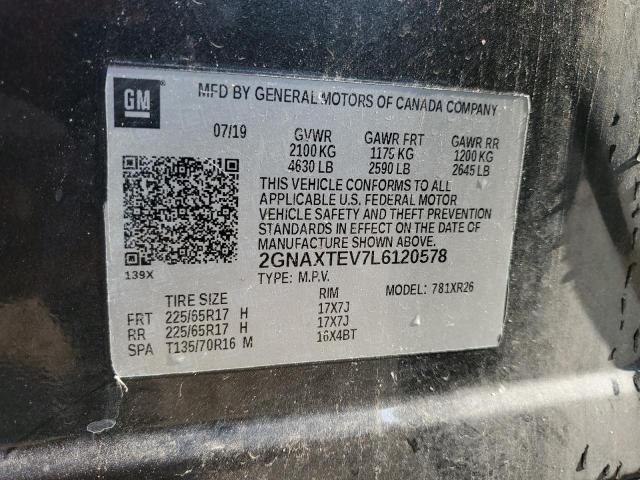 GM
MFD BY GENERAL MOTORS OF CANADA COMPANY
07/19 GVWR GAWR FRT GAWR RR
2100 KG 1175 KG 1200 KG
4630 LB 2590 LB 2645 LB
THIS VEHICLE CONFORMS TO ALL
APPLICABLE U.S. FEDERAL MOTOR
VEHICLE SAFETY AND THEFT PREVENTION
STANDARDS IN EFFECT ON THE DATE OF
MANUFACTURE SHOWN ABOVE.
2GNAXTEV7L6120578
139X
TYPE: M.P.V. MODEL: 781XR26
TIRE SIZE RIM
FRT 225/65R17 H 17X7J
RR 225/65R17 H 17X7J
SPA T135/70R16 M 16X4BT